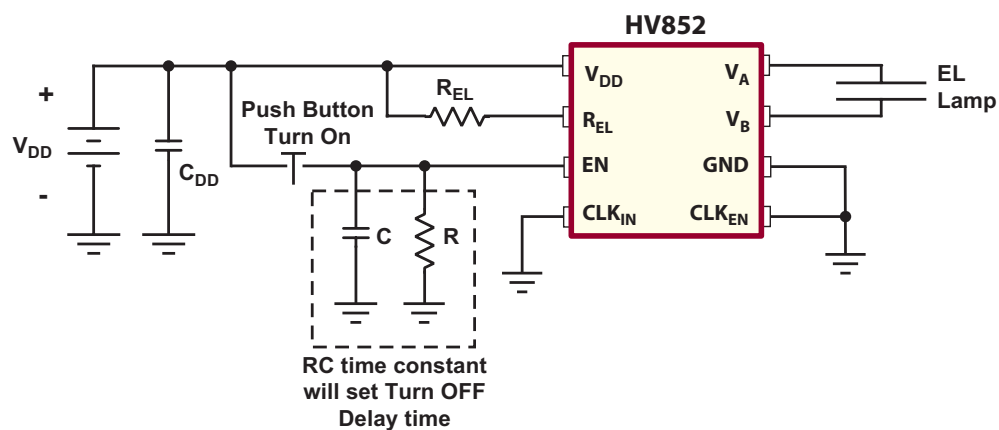 HV852
+
V_DD
-
C_DD
Push Button
Turn On
R_EL
C
R
RC time constant
will set Turn OFF
Delay time
V_DD
R_EL
EN
CLK_IN
V_A
V_B
GND
CLK_EN
EL
Lamp